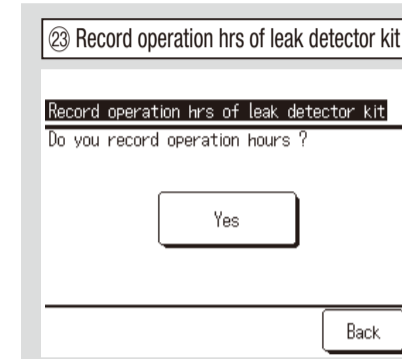 ㉓ Record operation hrs of leak detector kit
Record operation hrs of leak detector kit
Do you record operation hours ?
Yes
Back